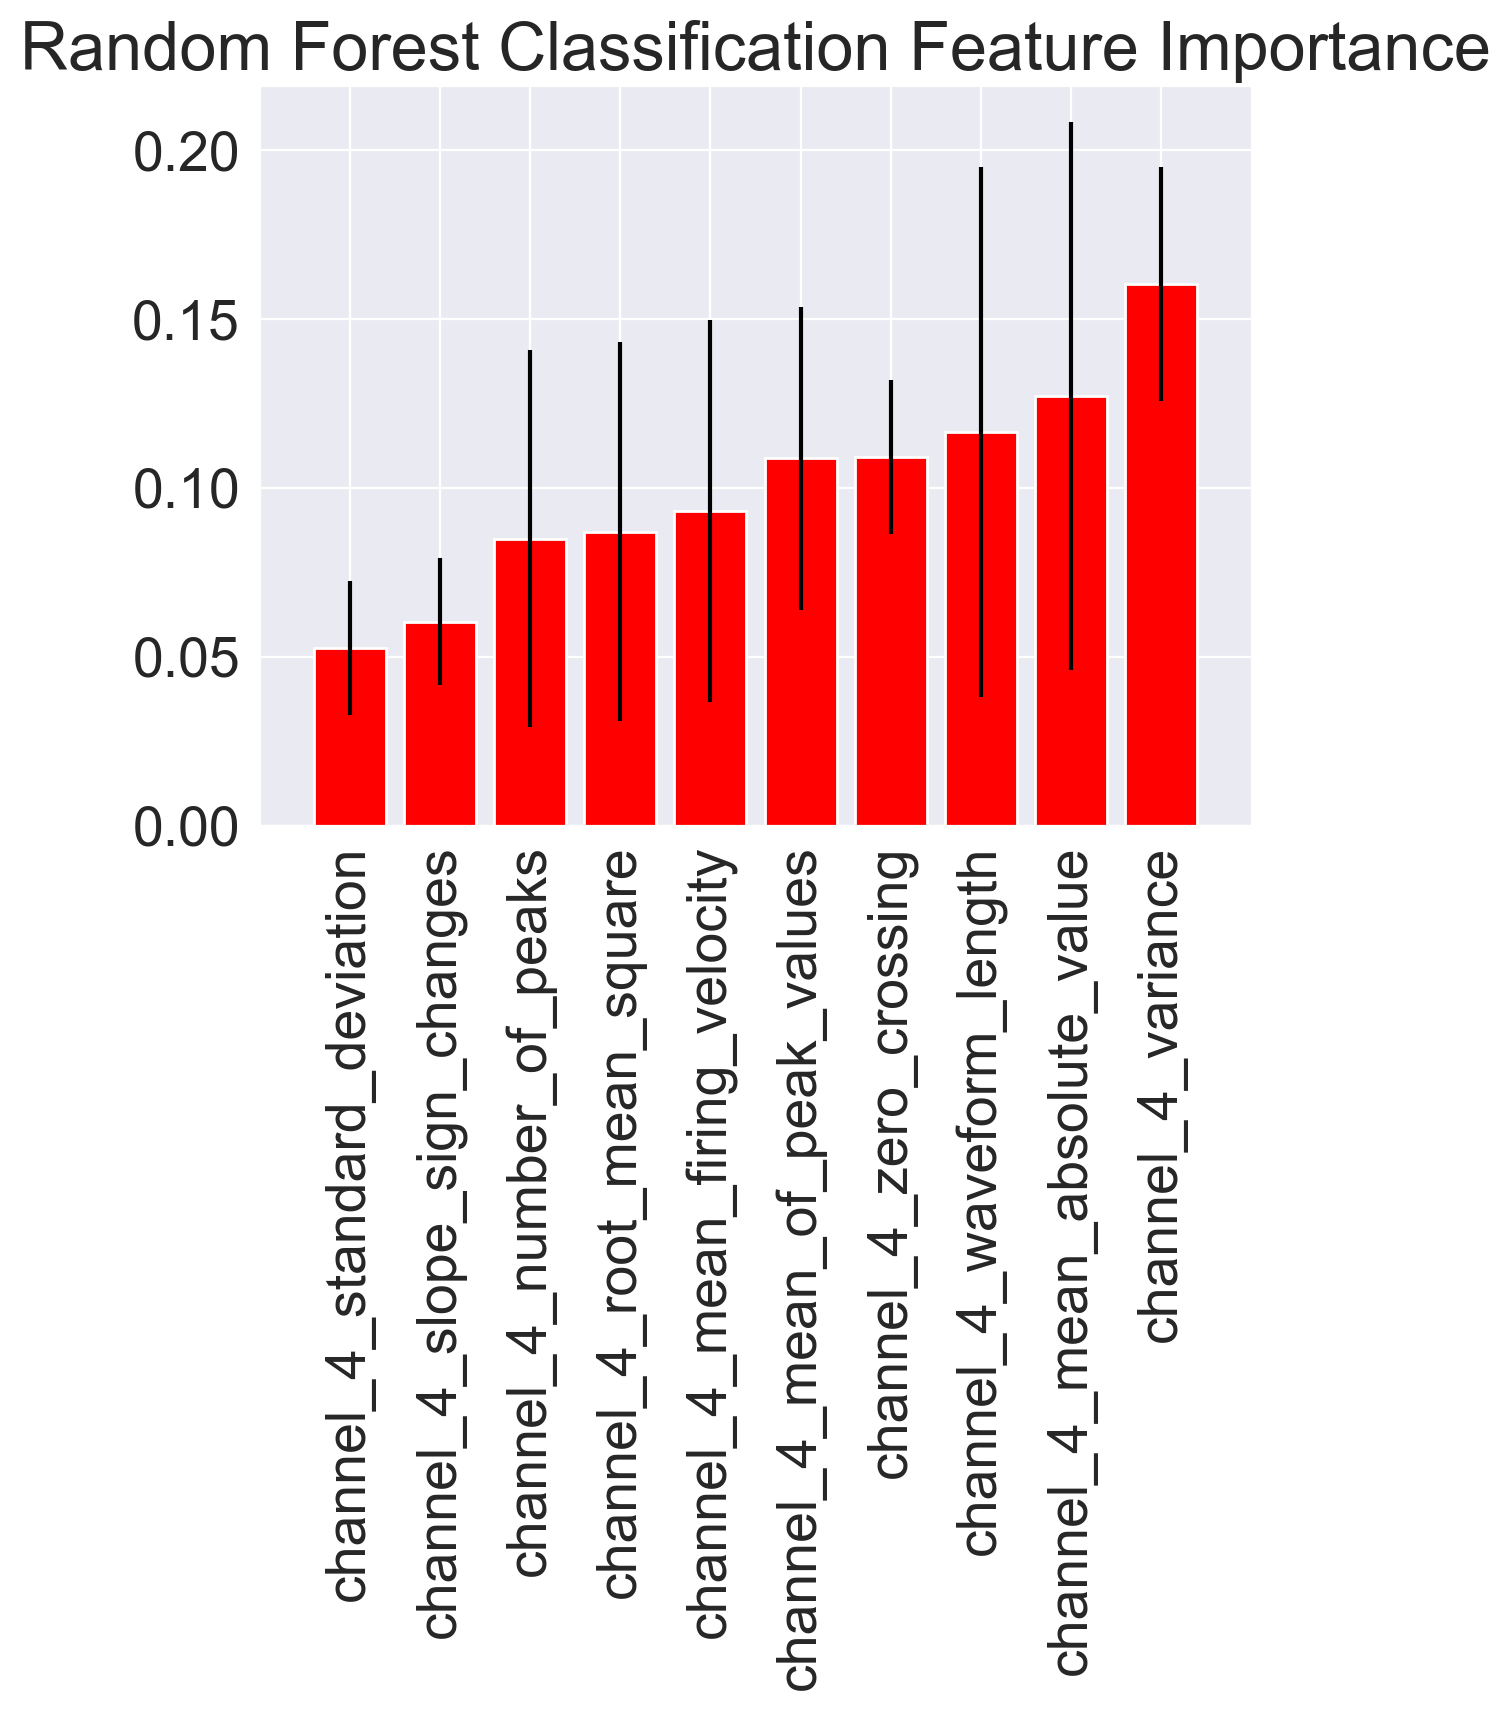 Random Forest Classification Feature Importance
0.20
0.15
0.10
0.05
0.00
channel_4_standard_deviation
channel_4_slope_sign_changes
channel_4_number_of_peaks
channel_4_root_mean_square
channel_4_mean_firing_velocity
channel_4_mean_of_peak_values
channel_4_zero_crossing
channel_4_waveform_length
channel_4_mean_absolute_value
channel_4_variance